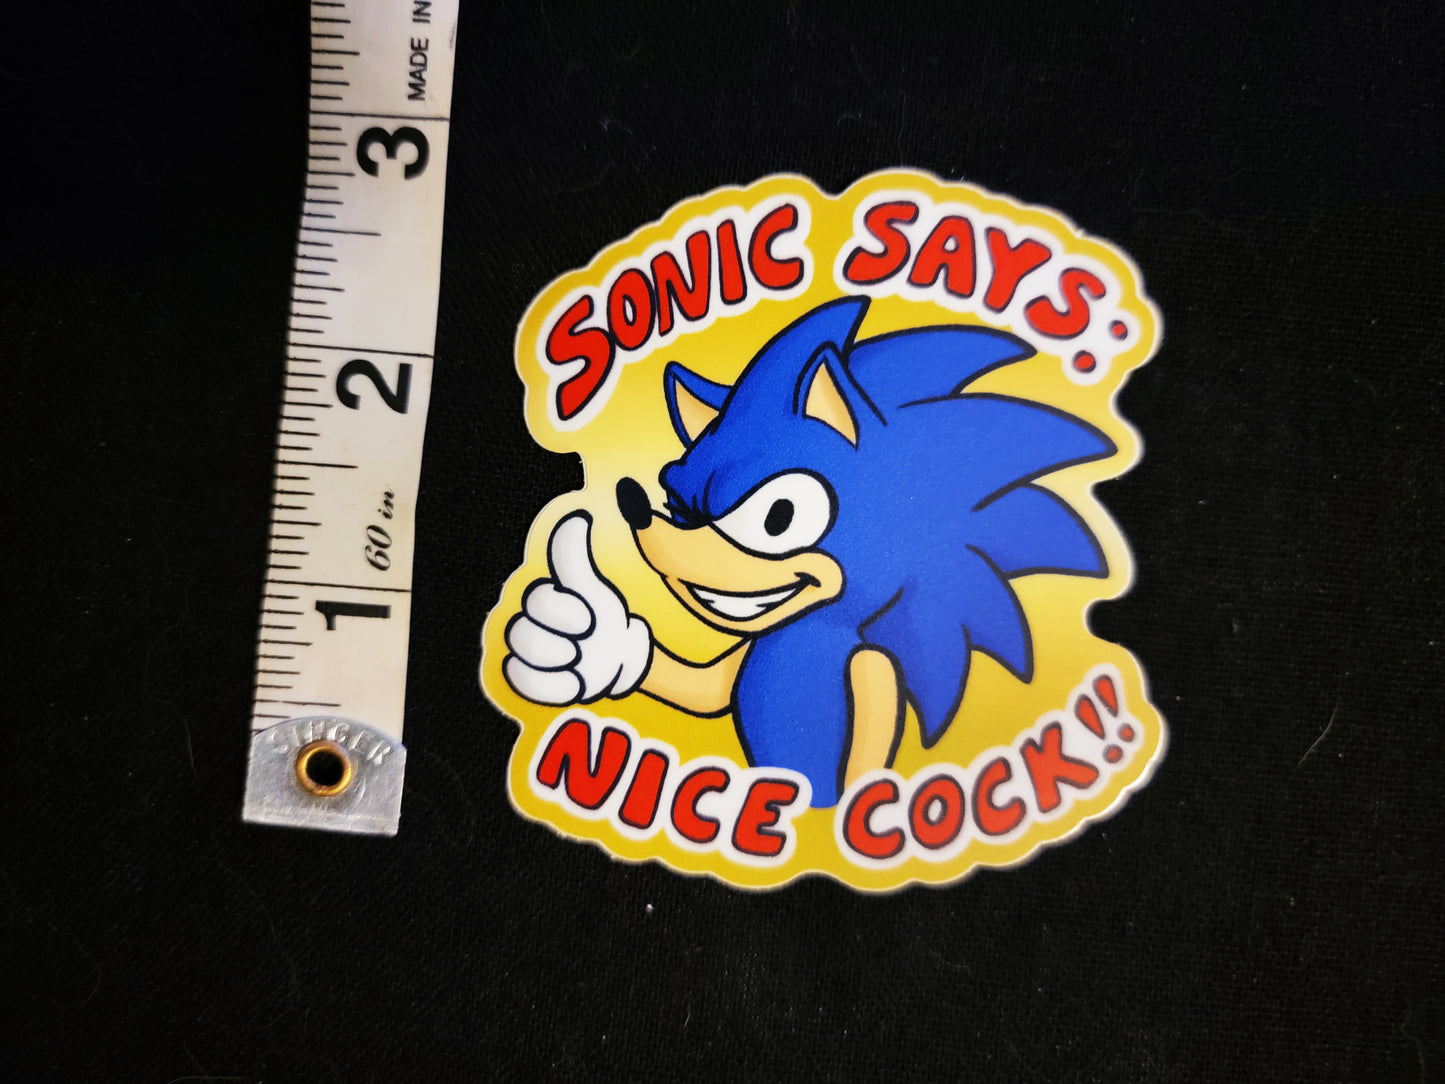 MADE IN
3
2
60 in
1
SINGER
SONIC SAYS:
NICE COCK!!